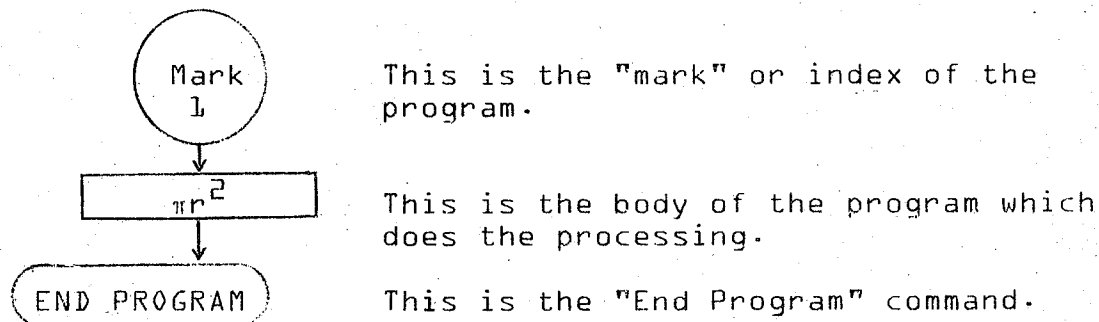 Mark
1
This is the "mark" or index of the
program.
πr²
This is the body of the program which
does the processing.
END PROGRAM
This is the "End Program" command.